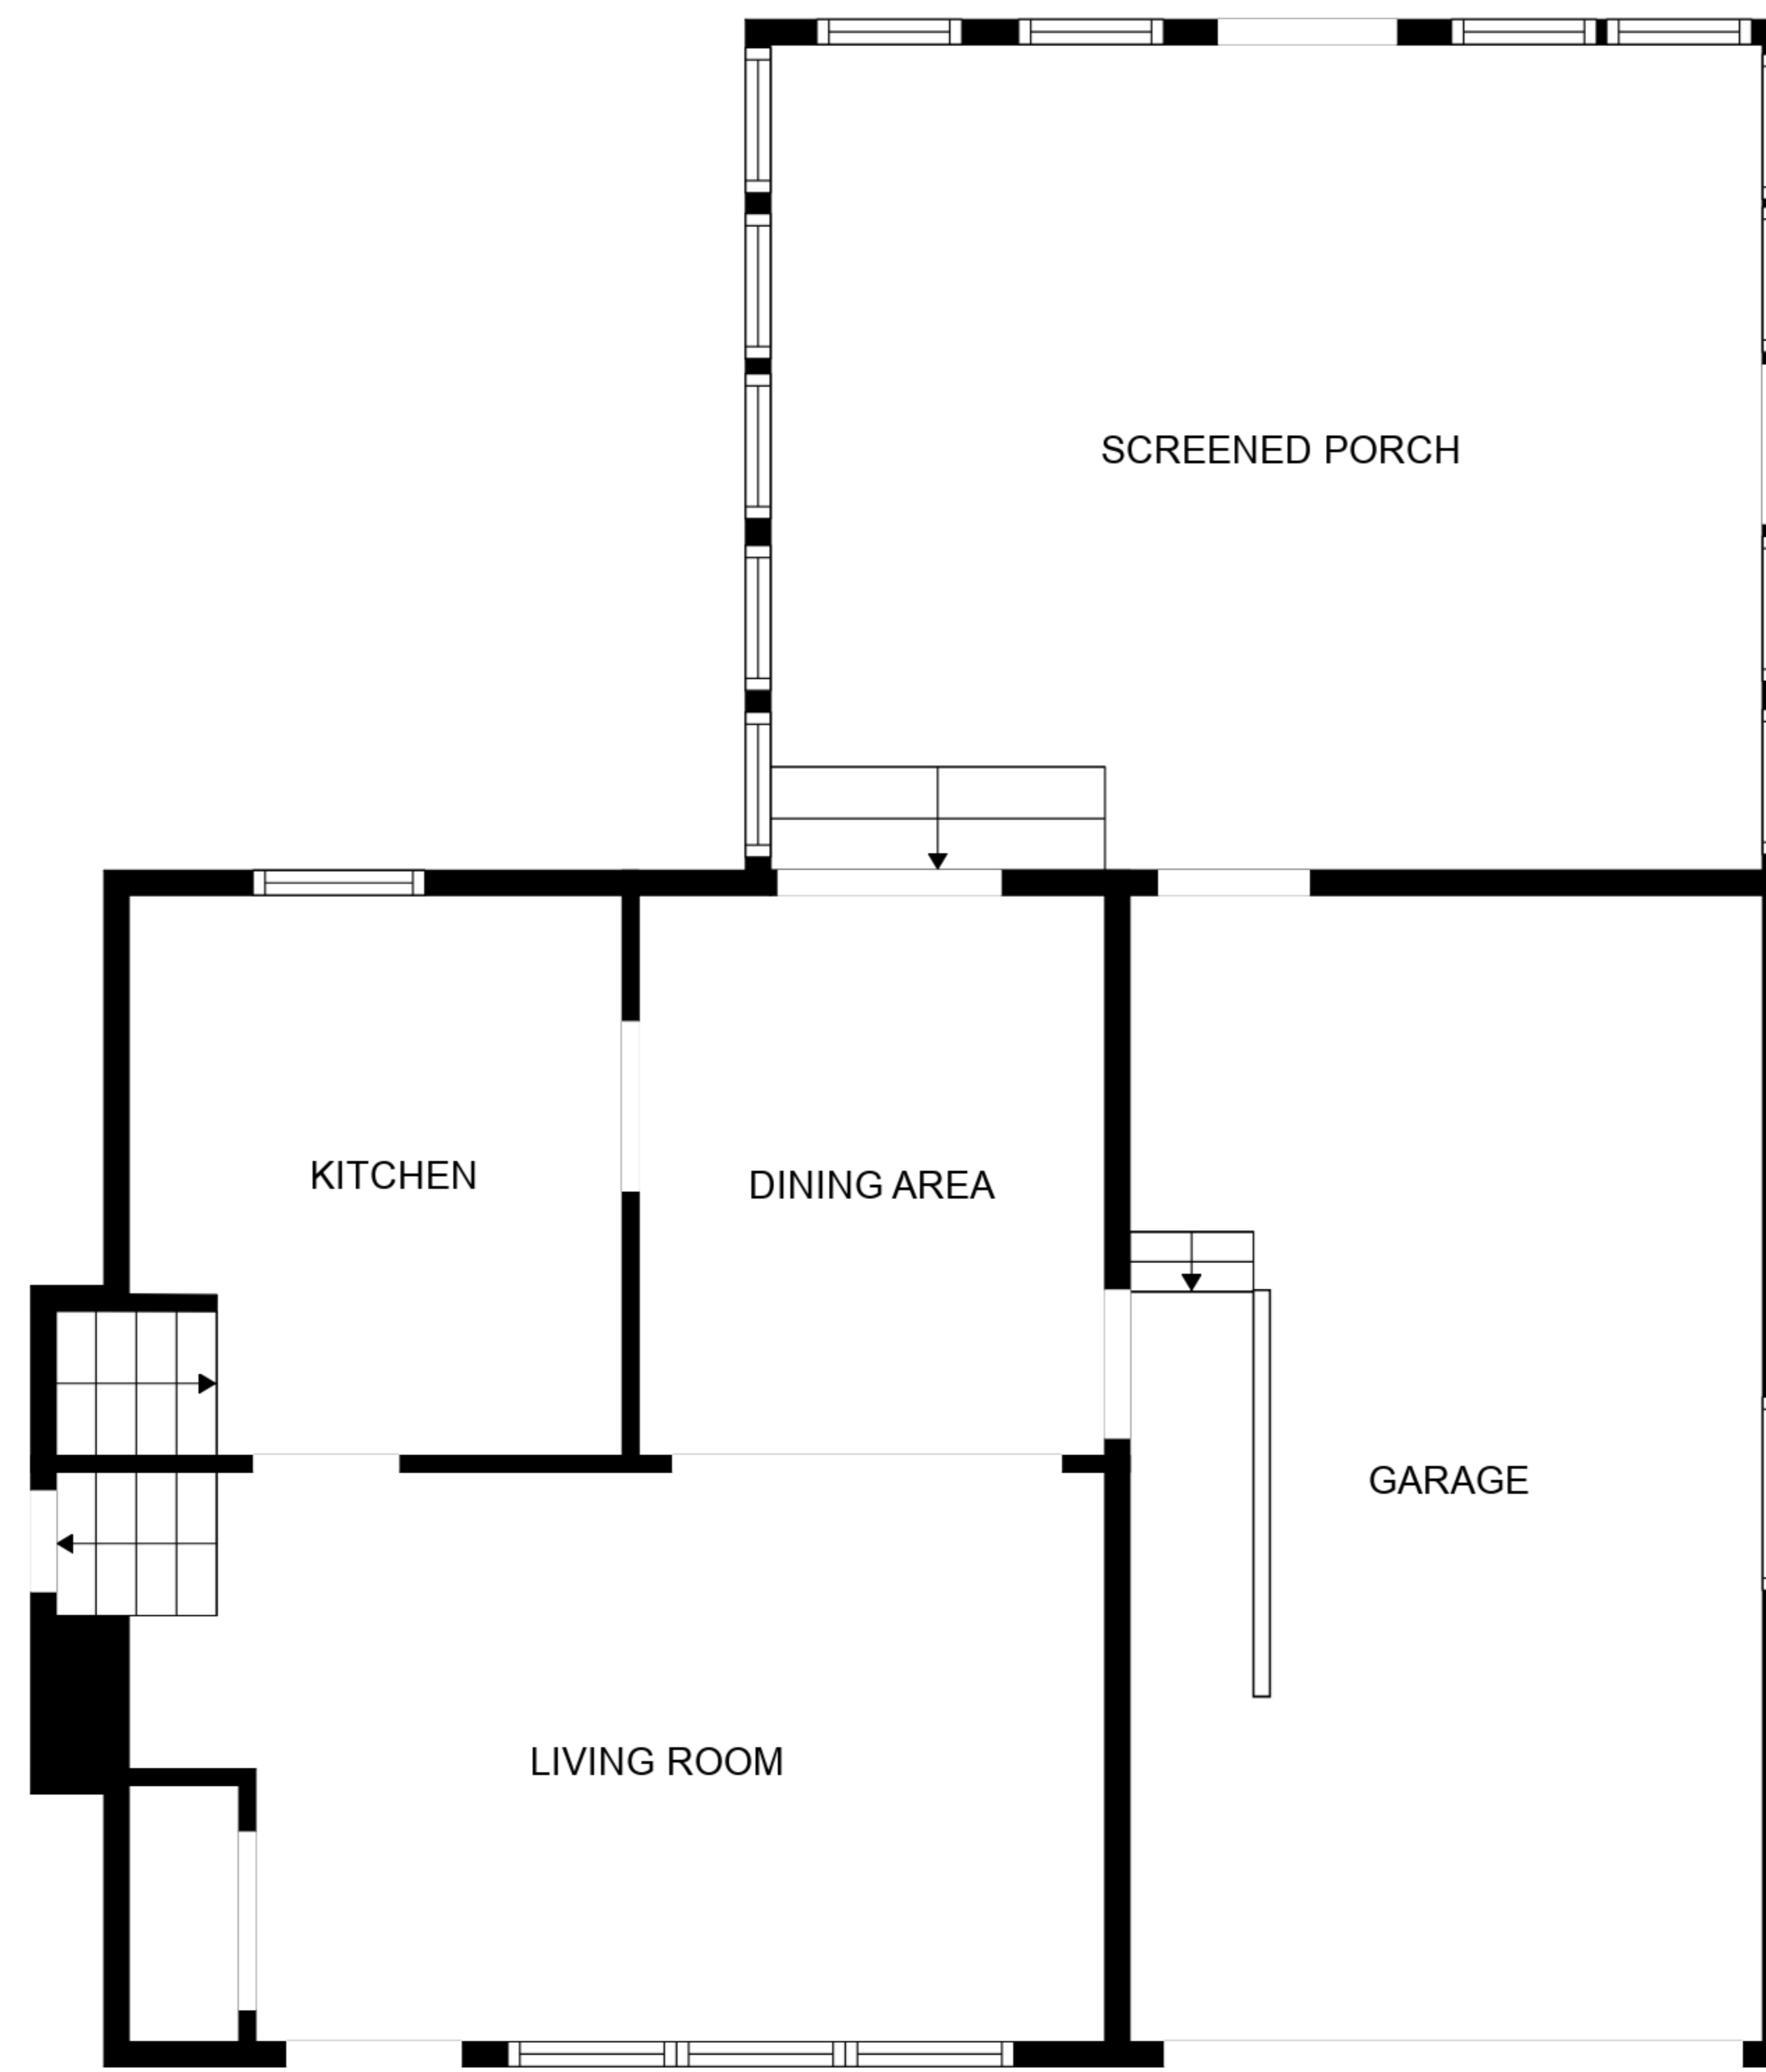 SCREENED PORCH
KITCHEN
DINING AREA
GARAGE
LIVING ROOM